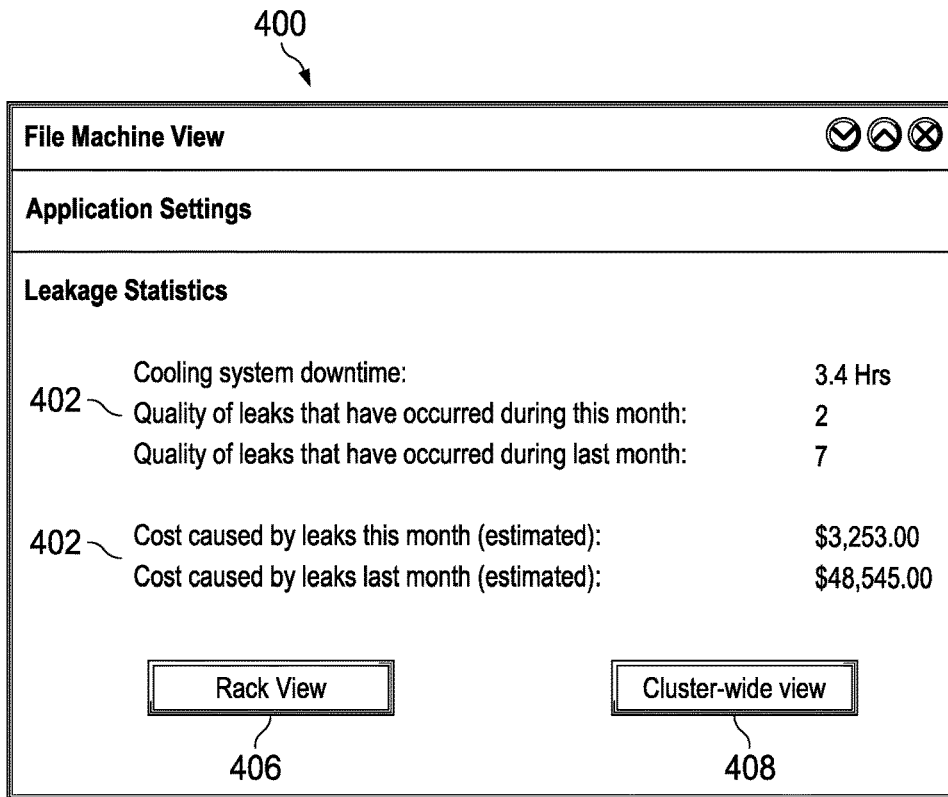 400
File Machine View
Application Settings
Leakage Statistics
Cooling system downtime: 3.4 Hrs
402 Quality of leaks that have occurred during this month: 2
Quality of leaks that have occurred during last month: 7
402 Cost caused by leaks this month (estimated): $3,253.00
Cost caused by leaks last month (estimated): $48,545.00
Rack View Cluster-wide view
406 408